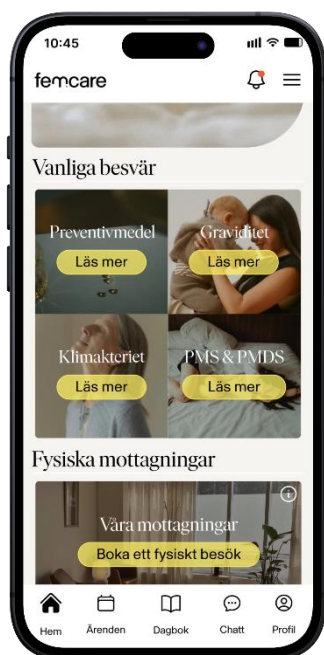 10:45
femcare
Vanliga besvär
Preventivmedel
Graviditet
Läs mer
Läs mer
Klimakteriet
PMS & PMDS
Läs mer
Läs mer
Fysiska mottagningar
Våra mottagningar
Boka ett fysiskt besök
Hem
Ärenden
Dagbok
Chatt
Profil